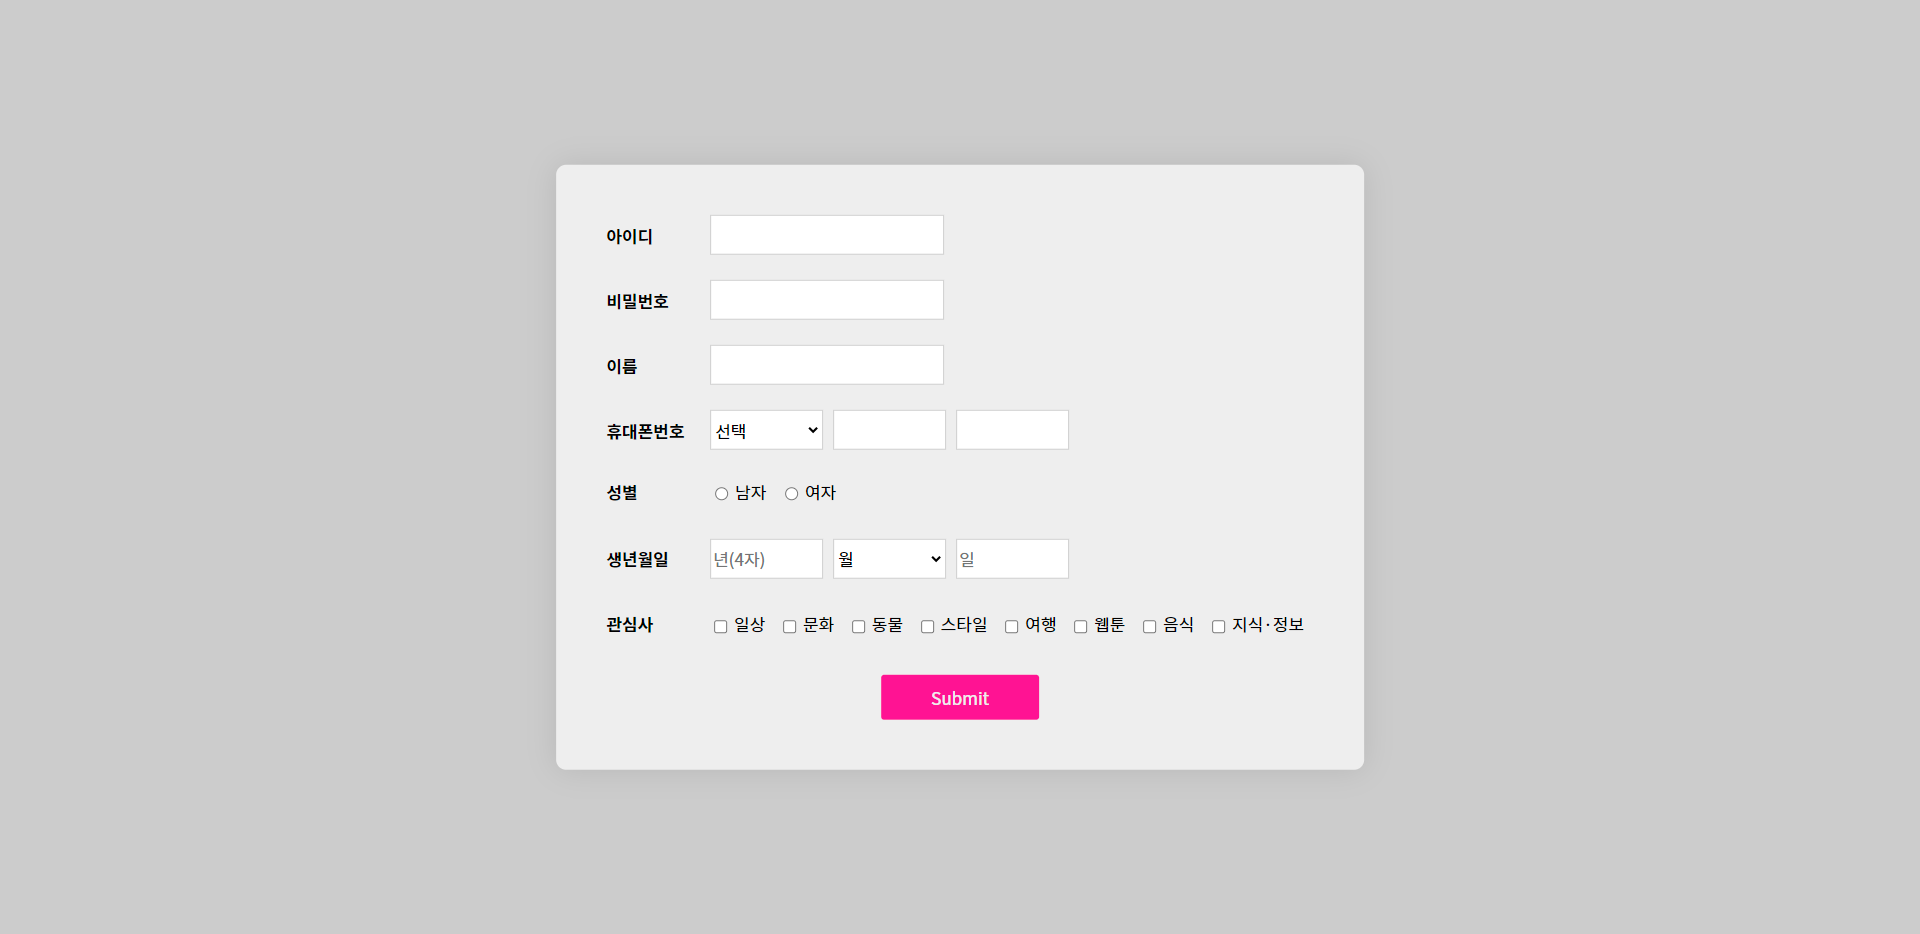 아이디
비밀번호
이름
휴대폰번호 선택
성별 남자 여자
생년월일 년(4자) 월 일
관심사 일상 문화 동물 스타일 여행 웹툰 음식 지식·정보
Submit